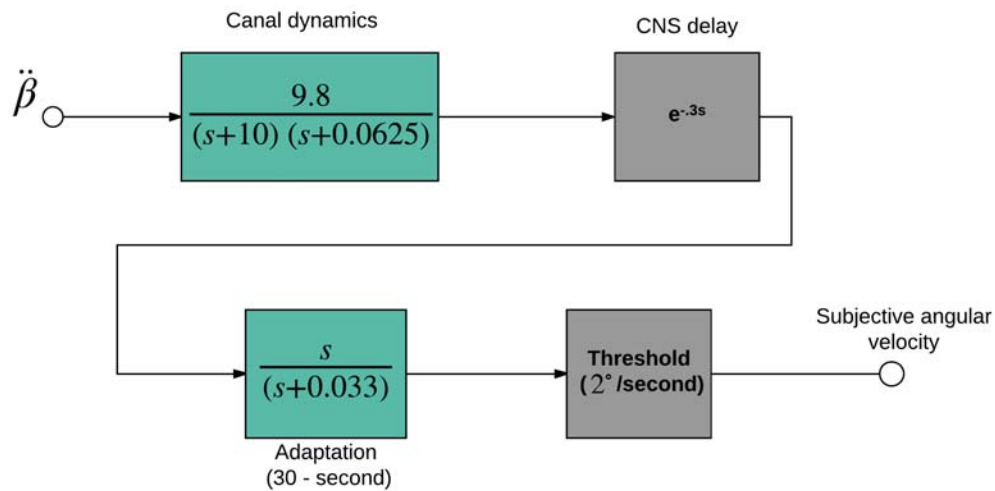 Canal dynamics
CNS delay
β̈
9.8
(s+10) (s+0.0625)
e-.3s
s
(s+0.033)
Adaptation
(30 - second)
Threshold
(2°/second)
Subjective angular
velocity